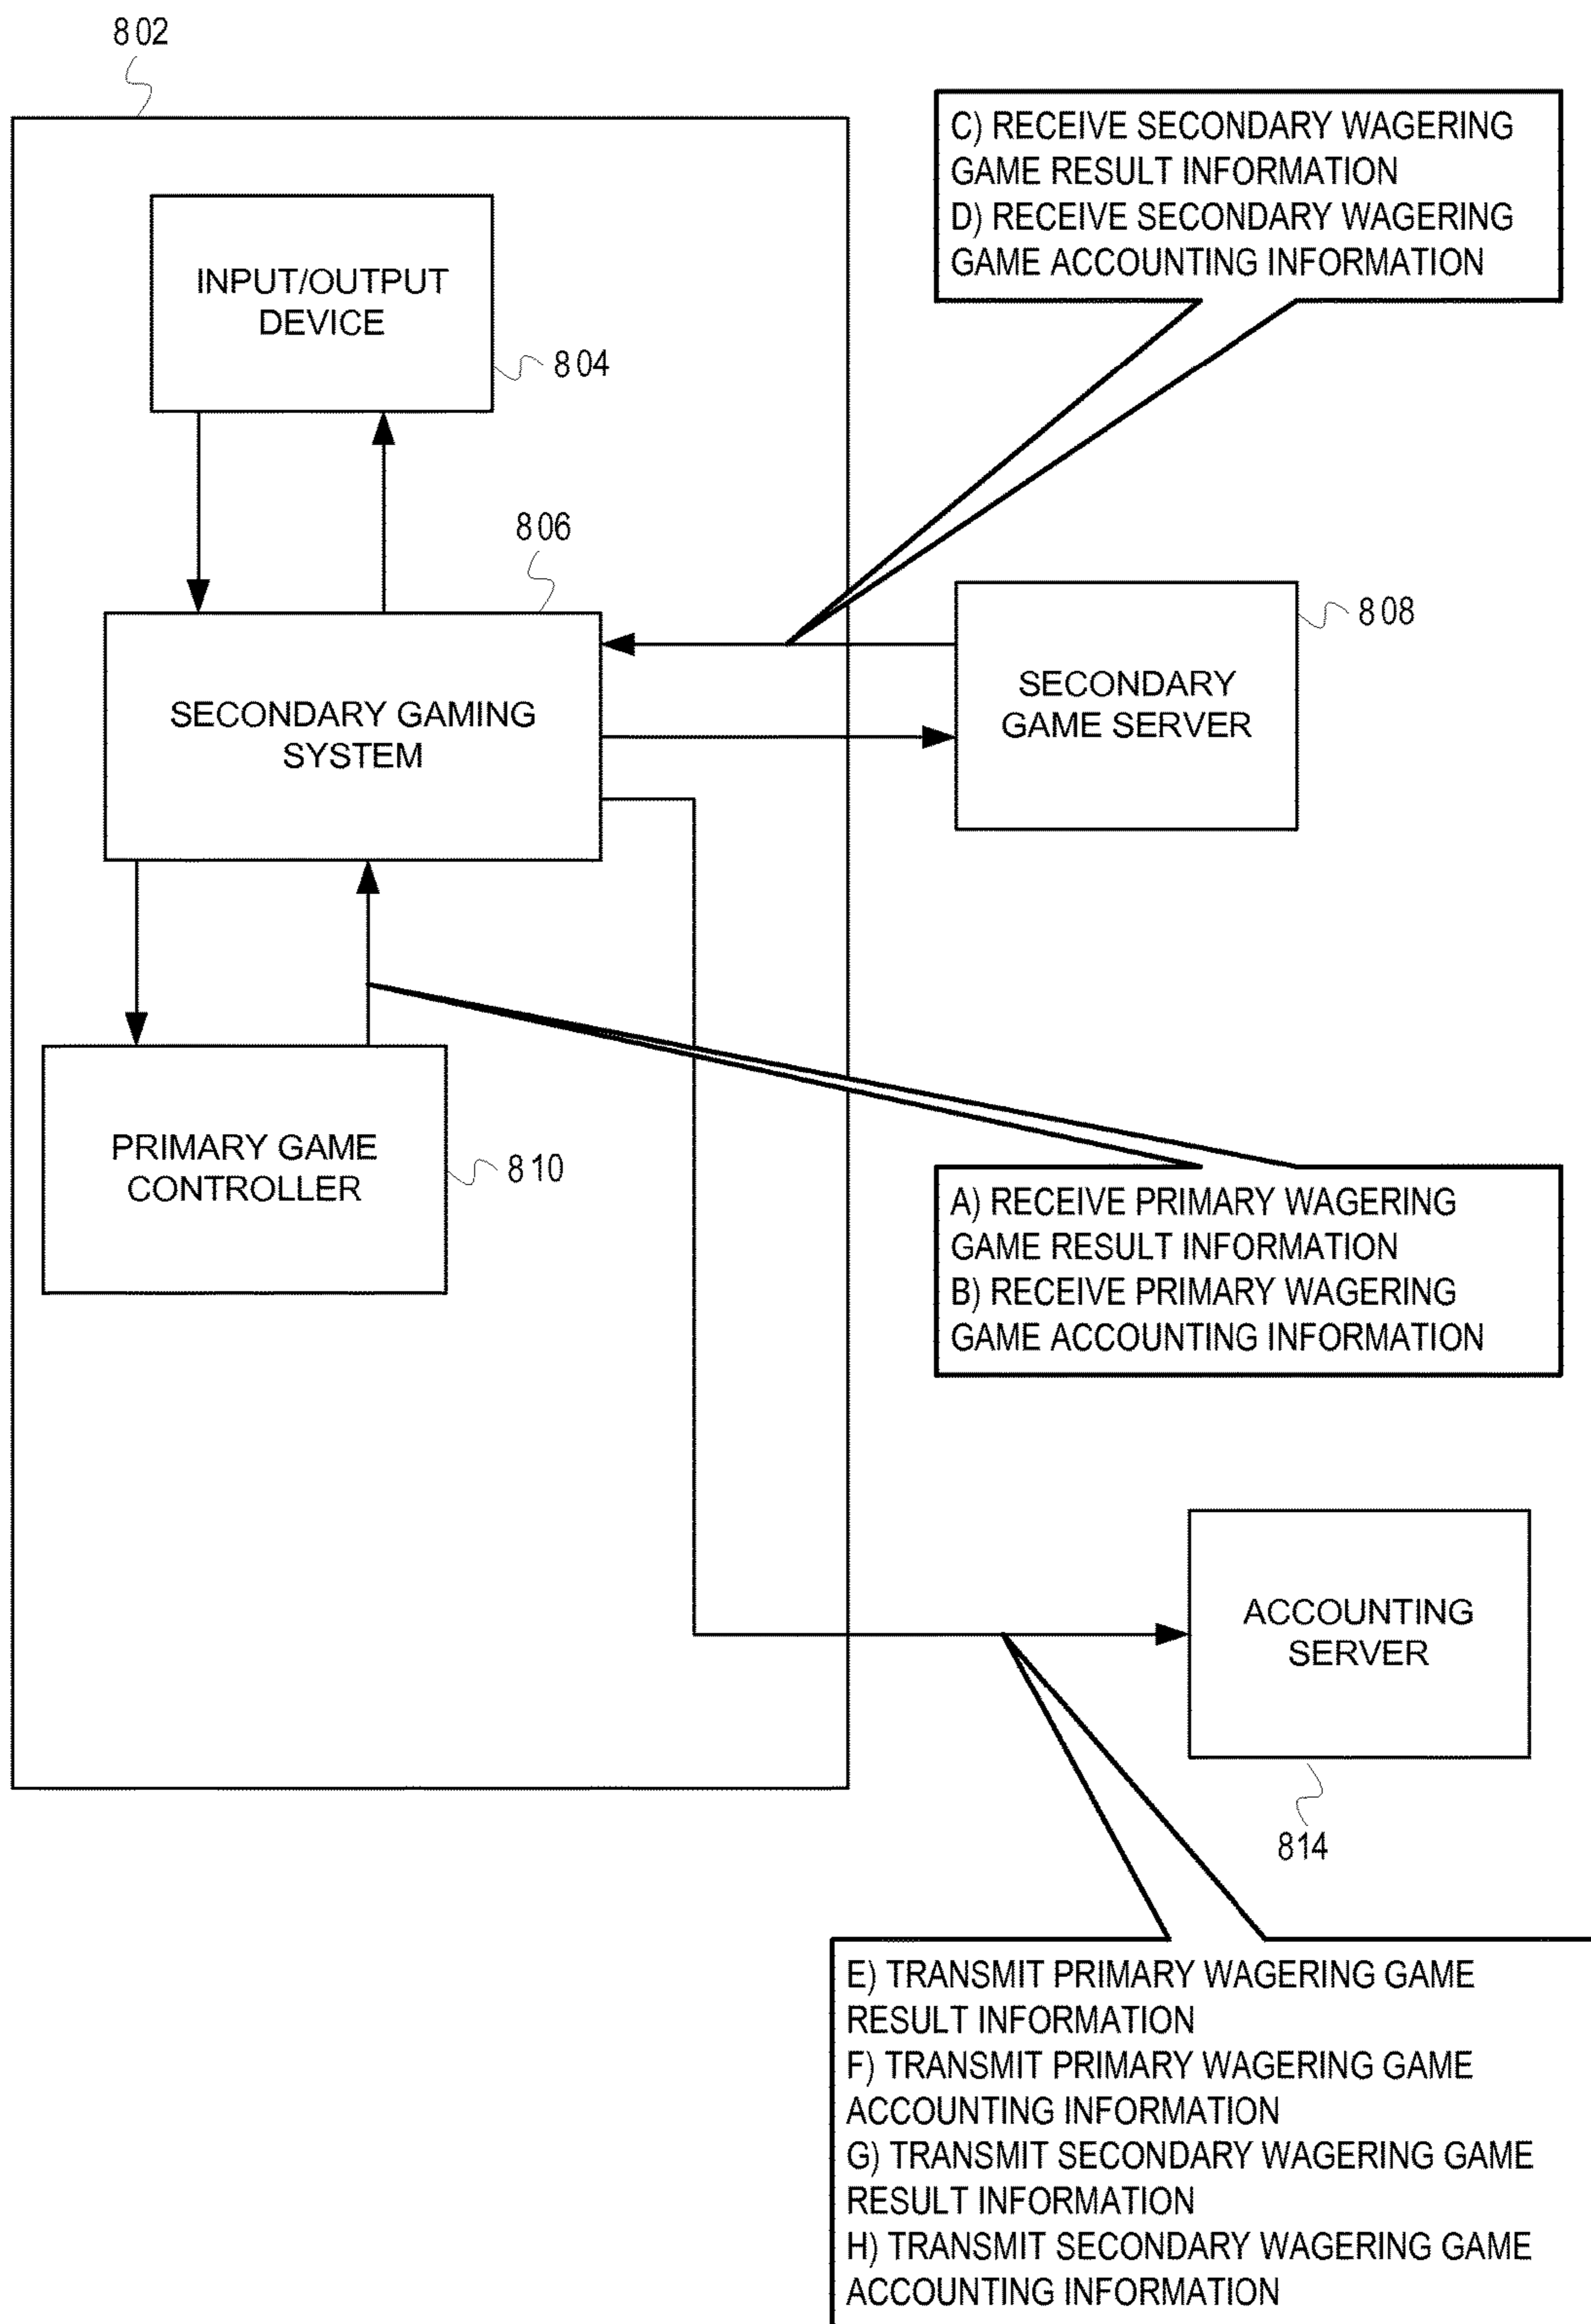 802
C) RECEIVE SECONDARY WAGERING
GAME RESULT INFORMATION
D) RECEIVE SECONDARY WAGERING
GAME ACCOUNTING INFORMATION
INPUT/OUTPUT
DEVICE
804
806
808
SECONDARY GAMING
SYSTEM
SECONDARY
GAME SERVER
PRIMARY GAME
CONTROLLER
810
A) RECEIVE PRIMARY WAGERING
GAME RESULT INFORMATION
B) RECEIVE PRIMARY WAGERING
GAME ACCOUNTING INFORMATION
ACCOUNTING
SERVER
814
E) TRANSMIT PRIMARY WAGERING GAME
RESULT INFORMATION
F) TRANSMIT PRIMARY WAGERING GAME
ACCOUNTING INFORMATION
G) TRANSMIT SECONDARY WAGERING GAME
RESULT INFORMATION
H) TRANSMIT SECONDARY WAGERING GAME
ACCOUNTING INFORMATION